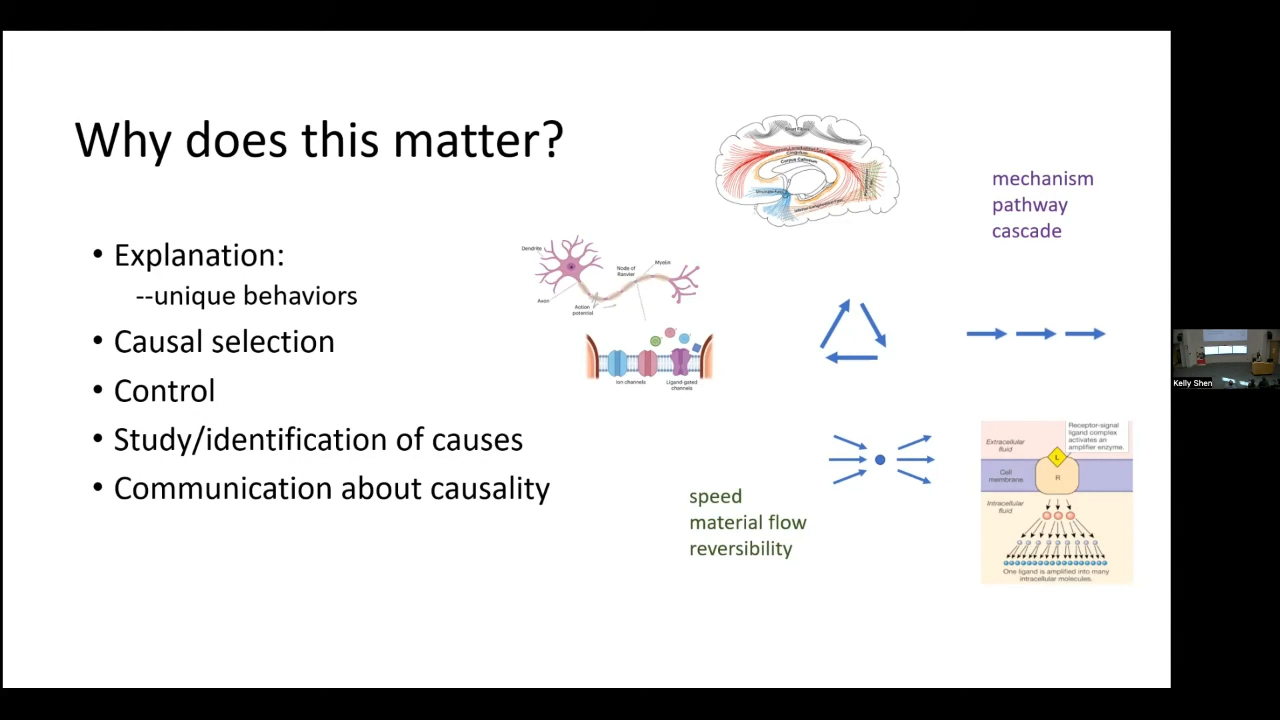 Why does this matter?
• Explanation:
--unique behaviors
• Causal selection
• Control
• Study/identification of causes
• Communication about causality
Short Fibers
Cingulum
Corpus Callosum
Dendrite
Axon
Action
potential
Node of
Ranvier
Myelin
Ion channels
Ligand-gated
channels
mechanism
pathway
cascade
speed
material flow
reversibility
Extracellular
fluid
Cell
membrane
Intracellular
fluid
Receptor-signal
ligand complex
activates an
amplifier enzyme.
L
R
One ligand is amplified into many
intracellular molecules.
Kelly Shen